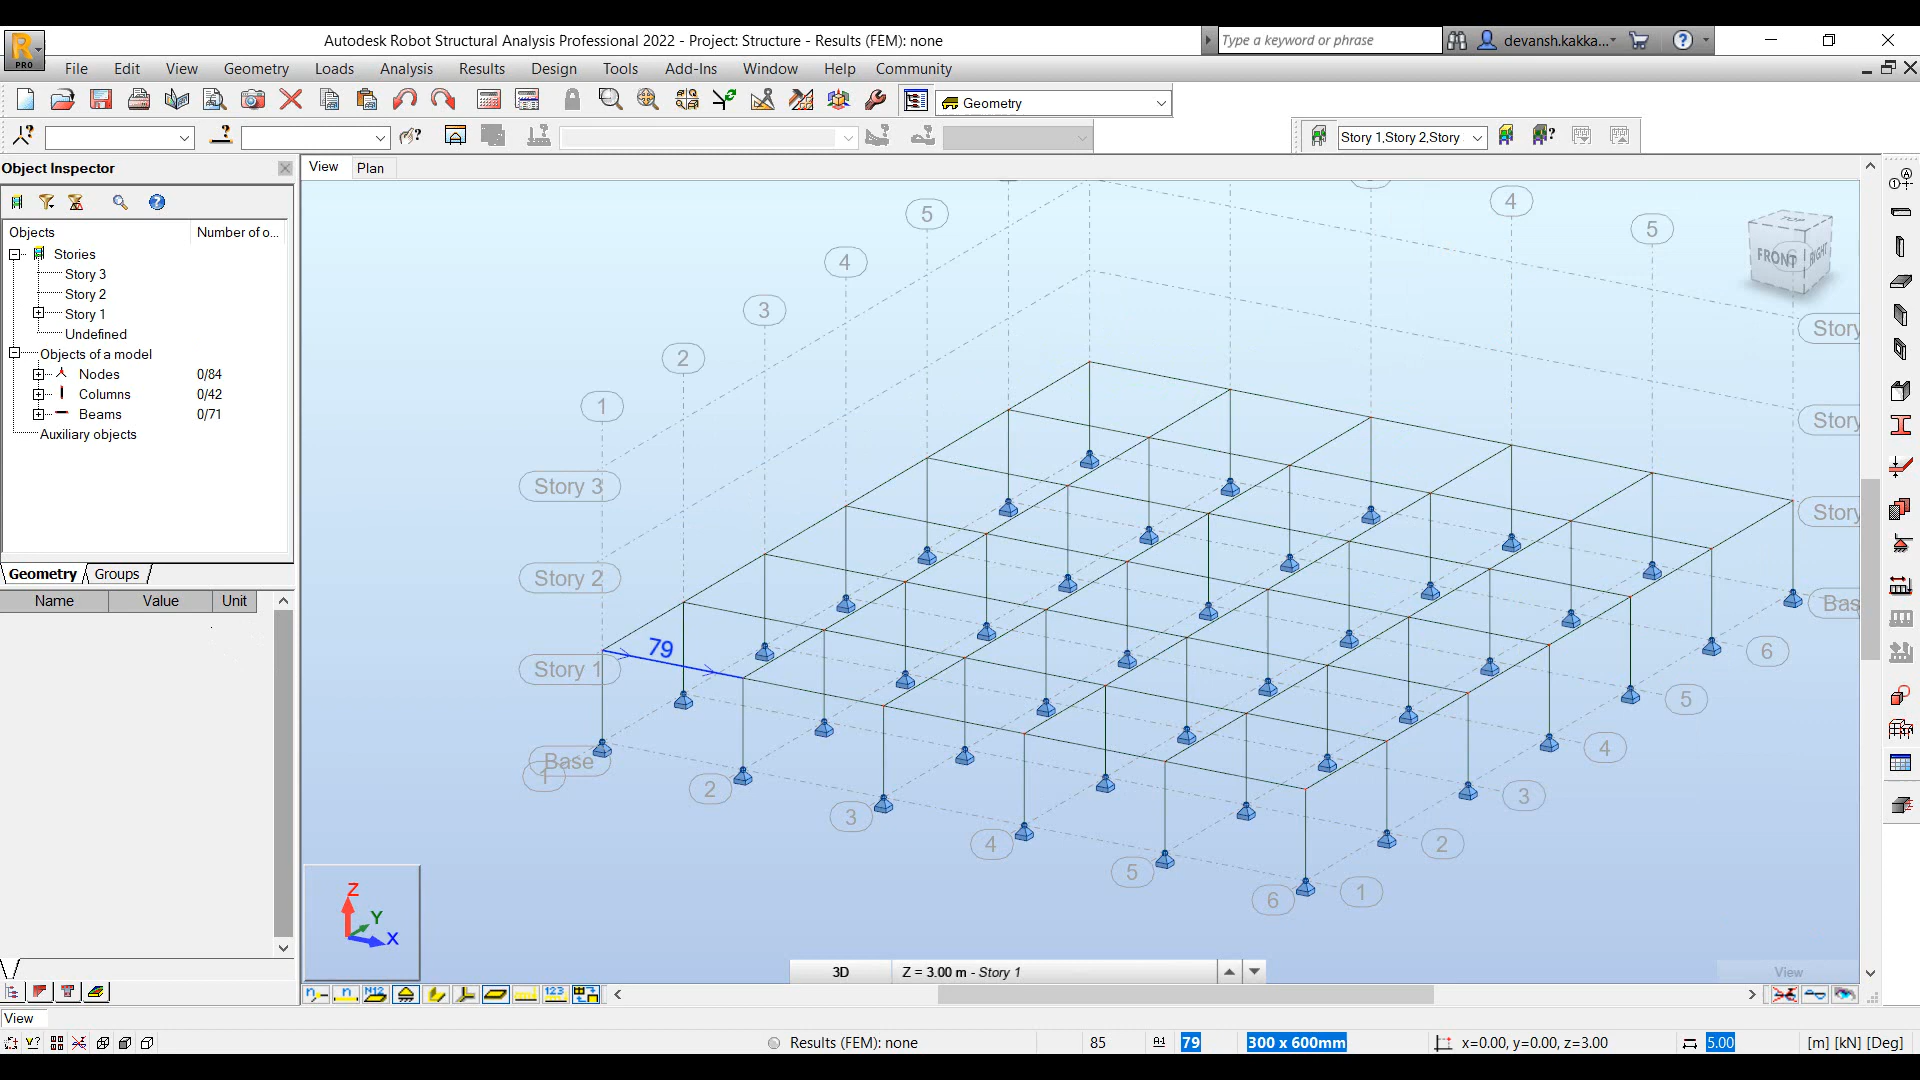 Autodesk Robot Structural Analysis Professional 2022 - Project: Structure - Results (FEM): none
Type a keyword or phrase
devansh.kakka...
R
PRO
File Edit View Geometry Loads Analysis Results Design Tools Add-Ins Window Help Community
Geometry
Story 1,Story 2,Story
Object Inspector
View Plan
Objects Number of o...
Stories
Story 3
Story 2
Story 1
Undefined
Objects of a model
Nodes 0/84
Columns 0/42
Beams 0/71
Auxiliary objects
Geometry Groups
Name Value Unit
5
4
3
2
1
4
5
TOP
FRONT
RIGHT
Story
Story
Story
Bas
Story 3
Story 2
Story 1
Base
79
1
2
3
4
5
6
1
2
3
4
5
6
Z
Y
X
3D Z = 3.00 m - Story 1
View
View
Results (FEM): none 85 79 300 x 600mm x=0.00, y=0.00, z=3.00 5.00 [m] [kN] [Deg]